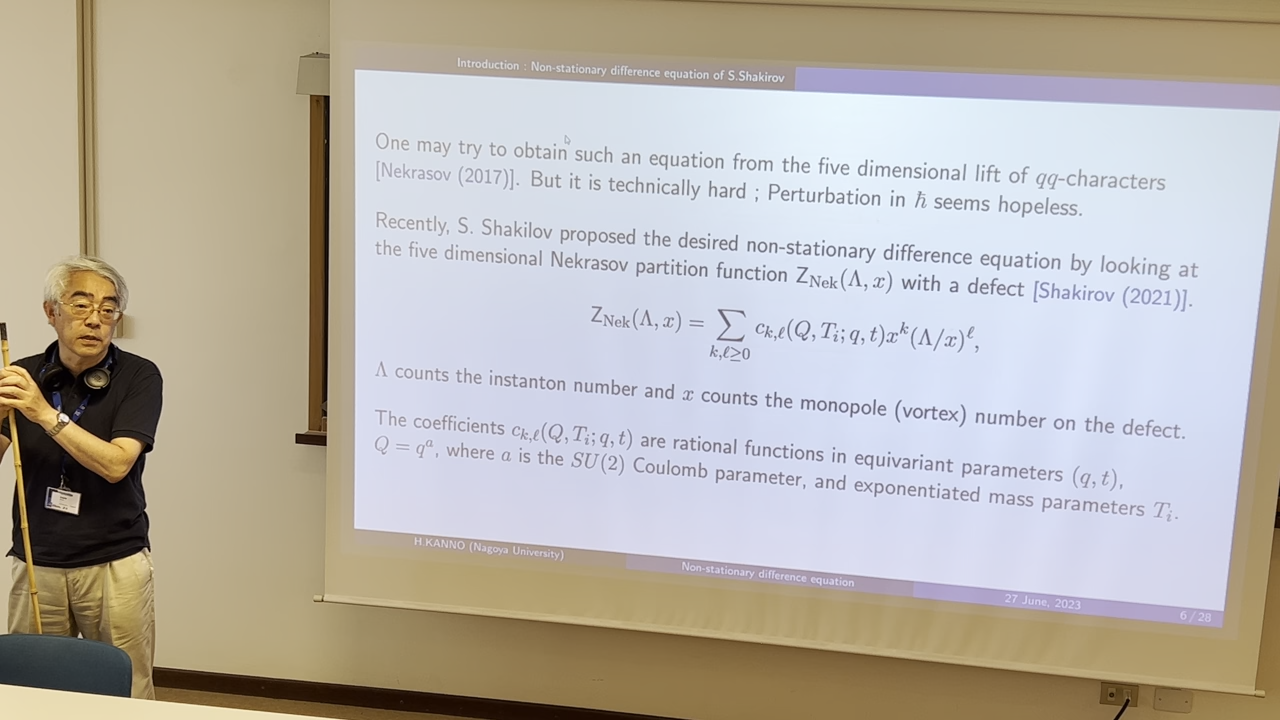 Introduction : Non-stationary difference equation of S.Shakirov
One may try to obtain such an equation from the five dimensional lift of qq-characters
[Nekrasov (2017)]. But it is technically hard ; Perturbation in ℏ seems hopeless.
Recently, S. Shakilov proposed the desired non-stationary difference equation by looking at
the five dimensional Nekrasov partition function Z_Nek(Λ, x) with a defect [Shakirov (2021)].
Z_Nek(Λ, x) = ∑_{k,ℓ≥0} c_{k,ℓ}(Q, T_i; q, t)x^k(Λ/x)^ℓ,
Λ counts the instanton number and x counts the monopole (vortex) number on the defect.
The coefficients c_{k,ℓ}(Q, T_i; q, t) are rational functions in equivariant parameters (q, t),
Q = q^a, where a is the SU(2) Coulomb parameter, and exponentiated mass parameters T_i.
H.KANNO (Nagoya University)
Non-stationary difference equation
27 June, 2023
6 / 28